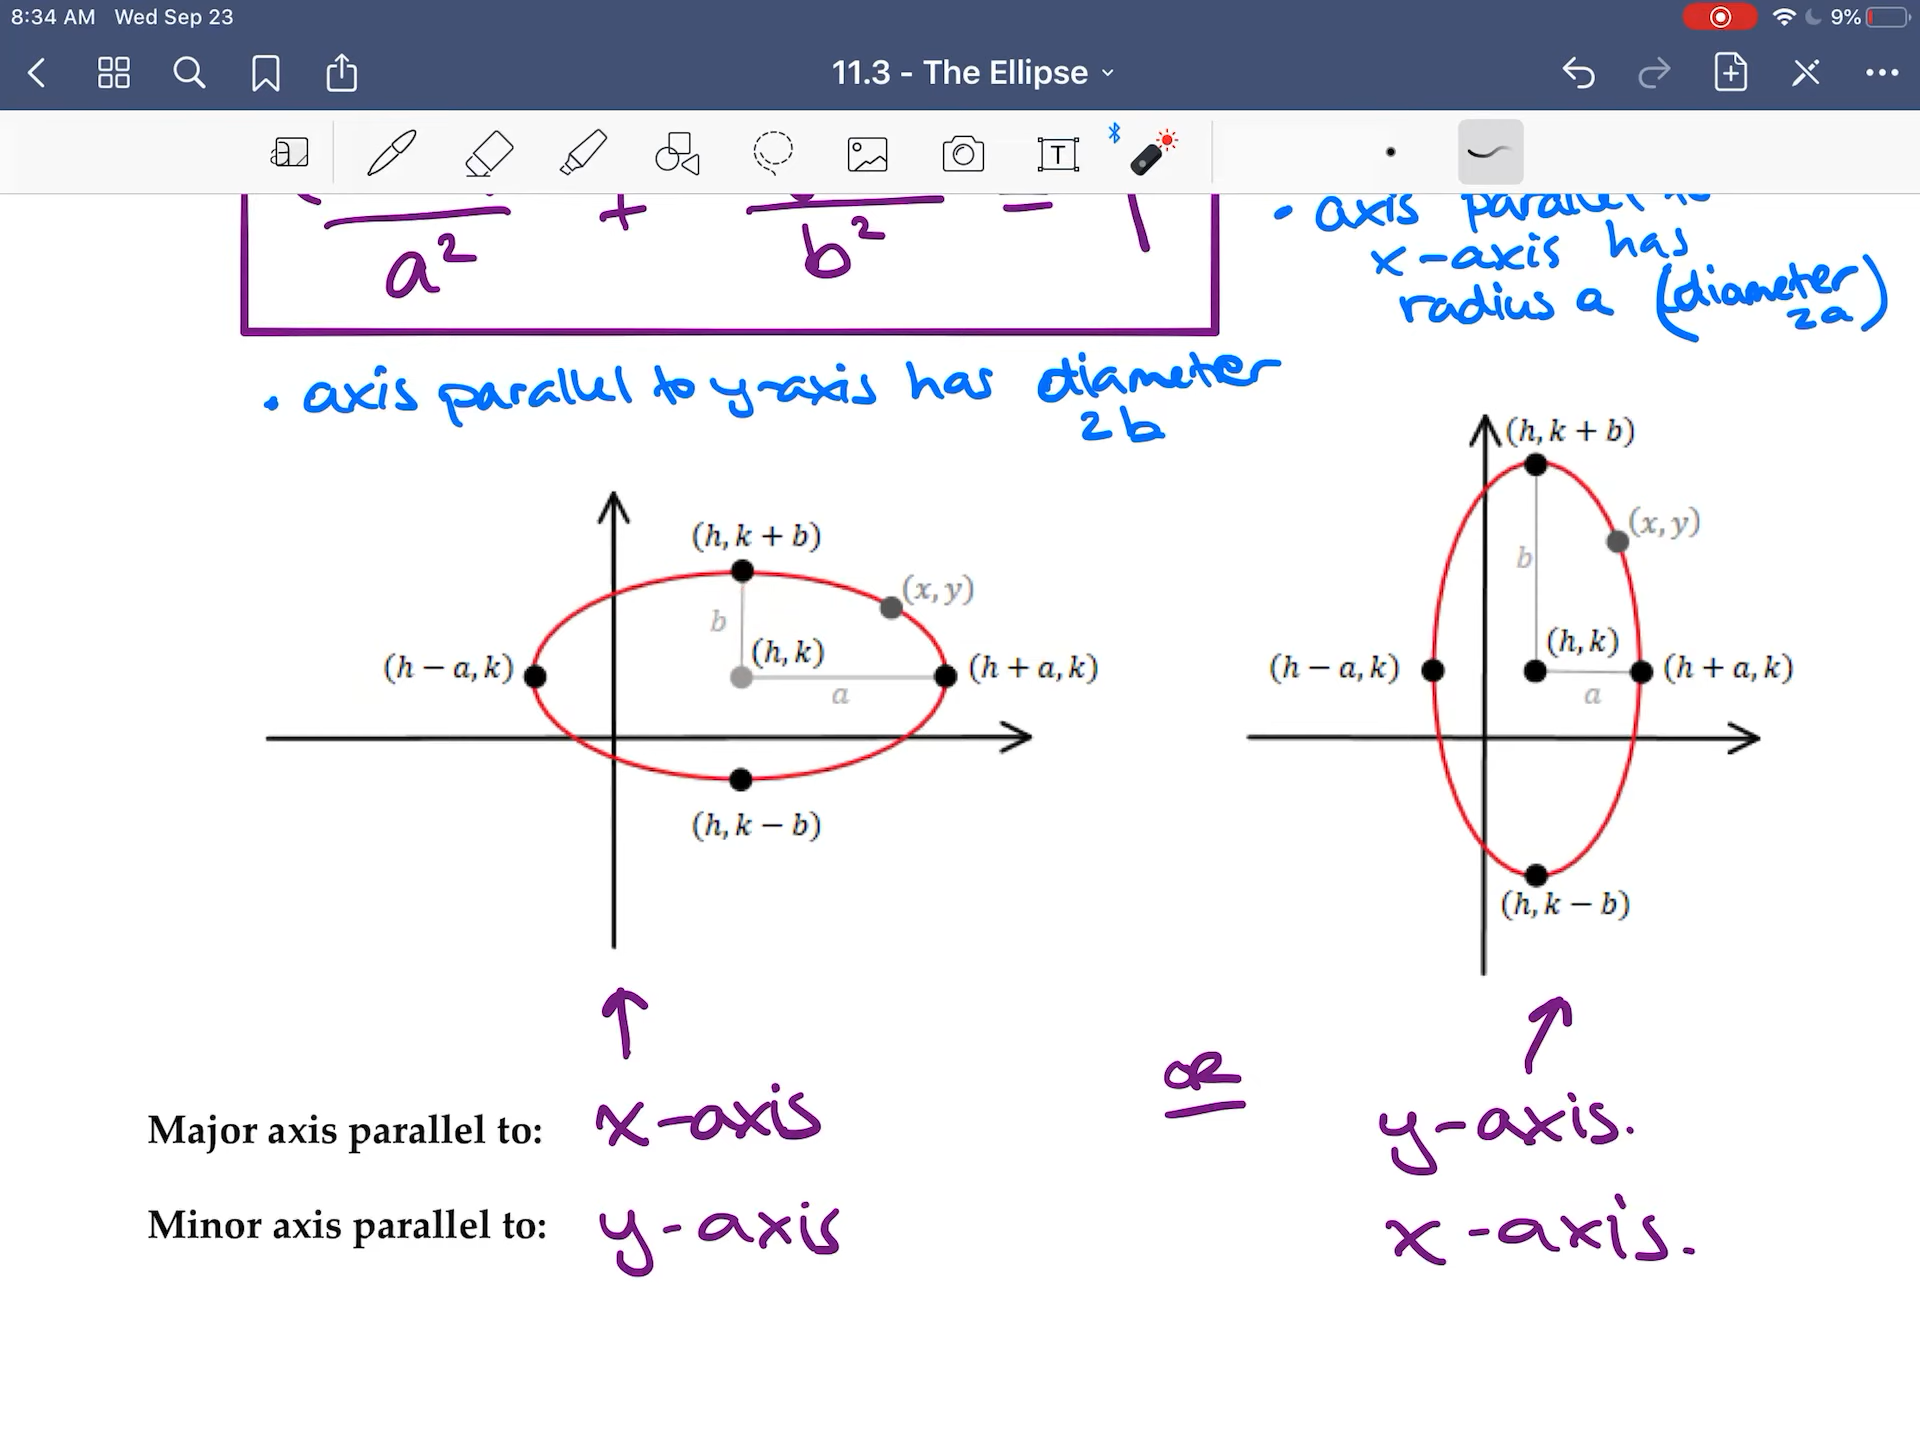 8:34 AM Wed Sep 23
9%
11.3 - The Ellipse
a
T
a² + b² = 1
• axis parallel to
x-axis has
radius a (diameter
2a)
• axis parallel to y-axis has diameter
2b
(h, k + b)
(x, y)
b
(h, k)
(h − a, k)
(h + a, k)
a
(h, k − b)
(h, k + b)
(x, y)
b
(h, k)
(h − a, k)
(h + a, k)
a
(h, k − b)
OR
Major axis parallel to: x-axis y-axis.
Minor axis parallel to: y-axis x-axis.